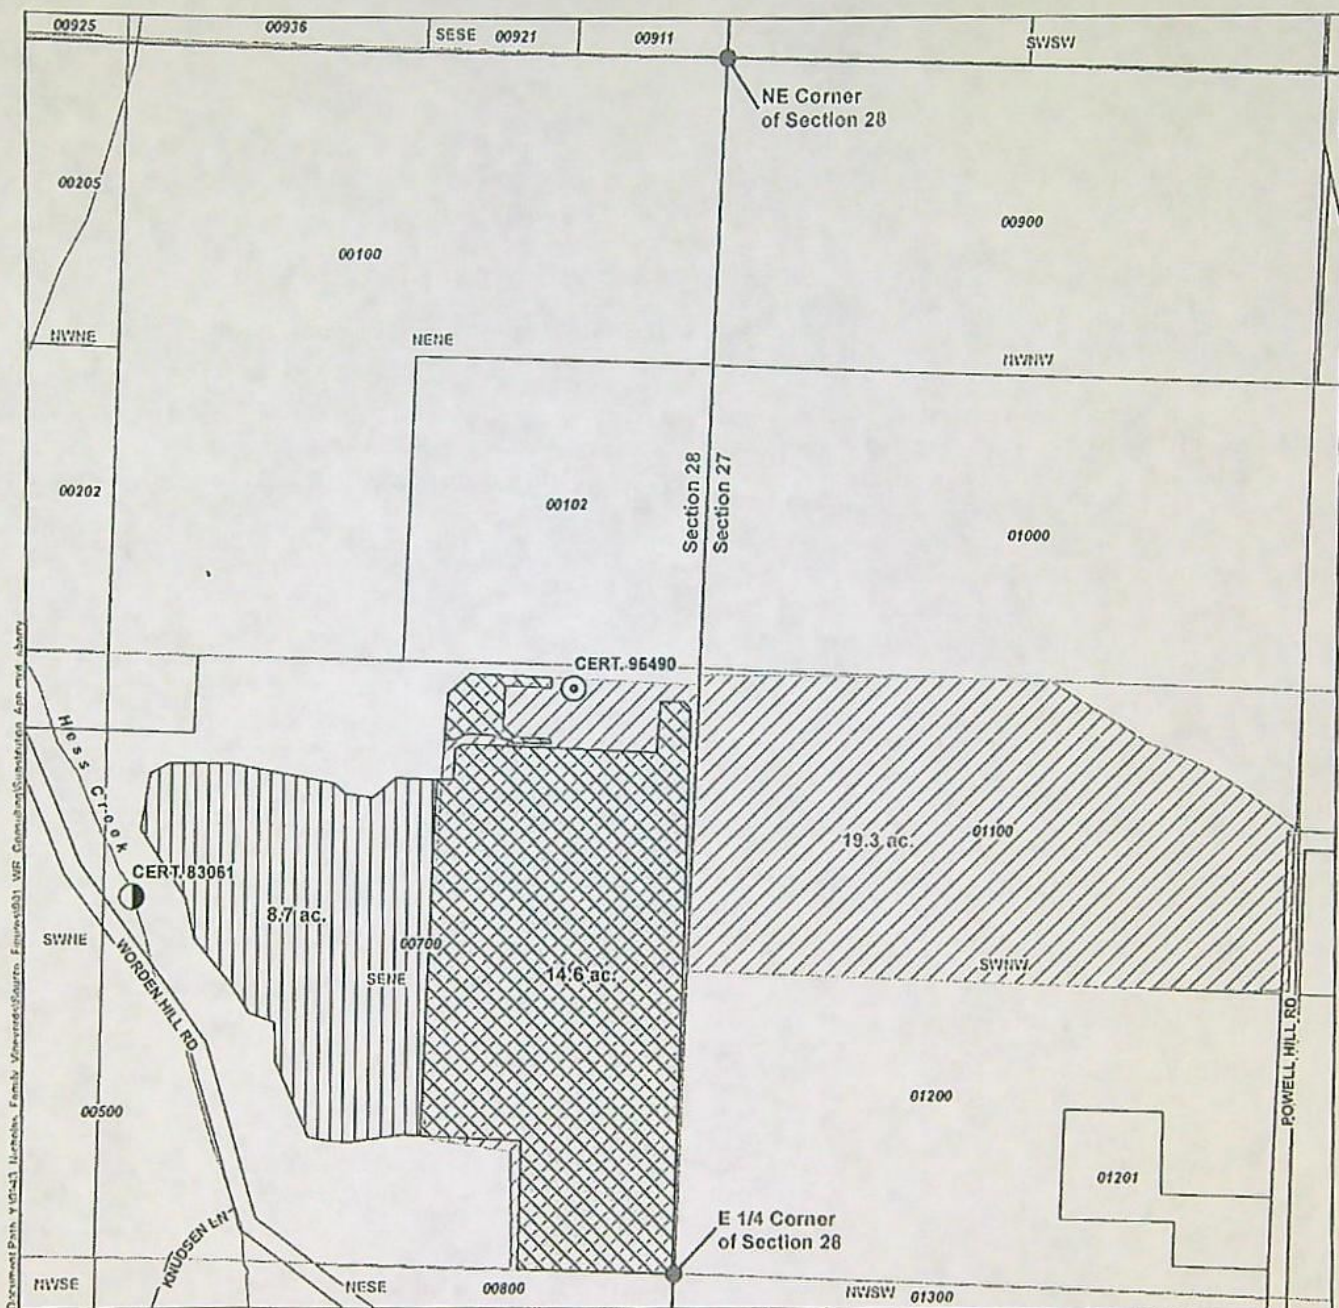 00925
00936
SESE 00921
00911
SWSW
NE Corner
of Section 28
00205
00100
00900
NWNE
NENE
NWNW
00202
00102
Section 28
Section 27
01000
CERT. 95490
Hess Creek
CERT. 83061
19.3 ac.
01100
8.7 ac.
SWNE
WORDEN HILL RD
00700
SENE
14.6 ac.
SWNW
POWELL HILL RD
00500
01200
01201
E 1/4 Corner
of Section 28
KNUDSEN LN
NWSE
NESE
00800
NWSW 01300